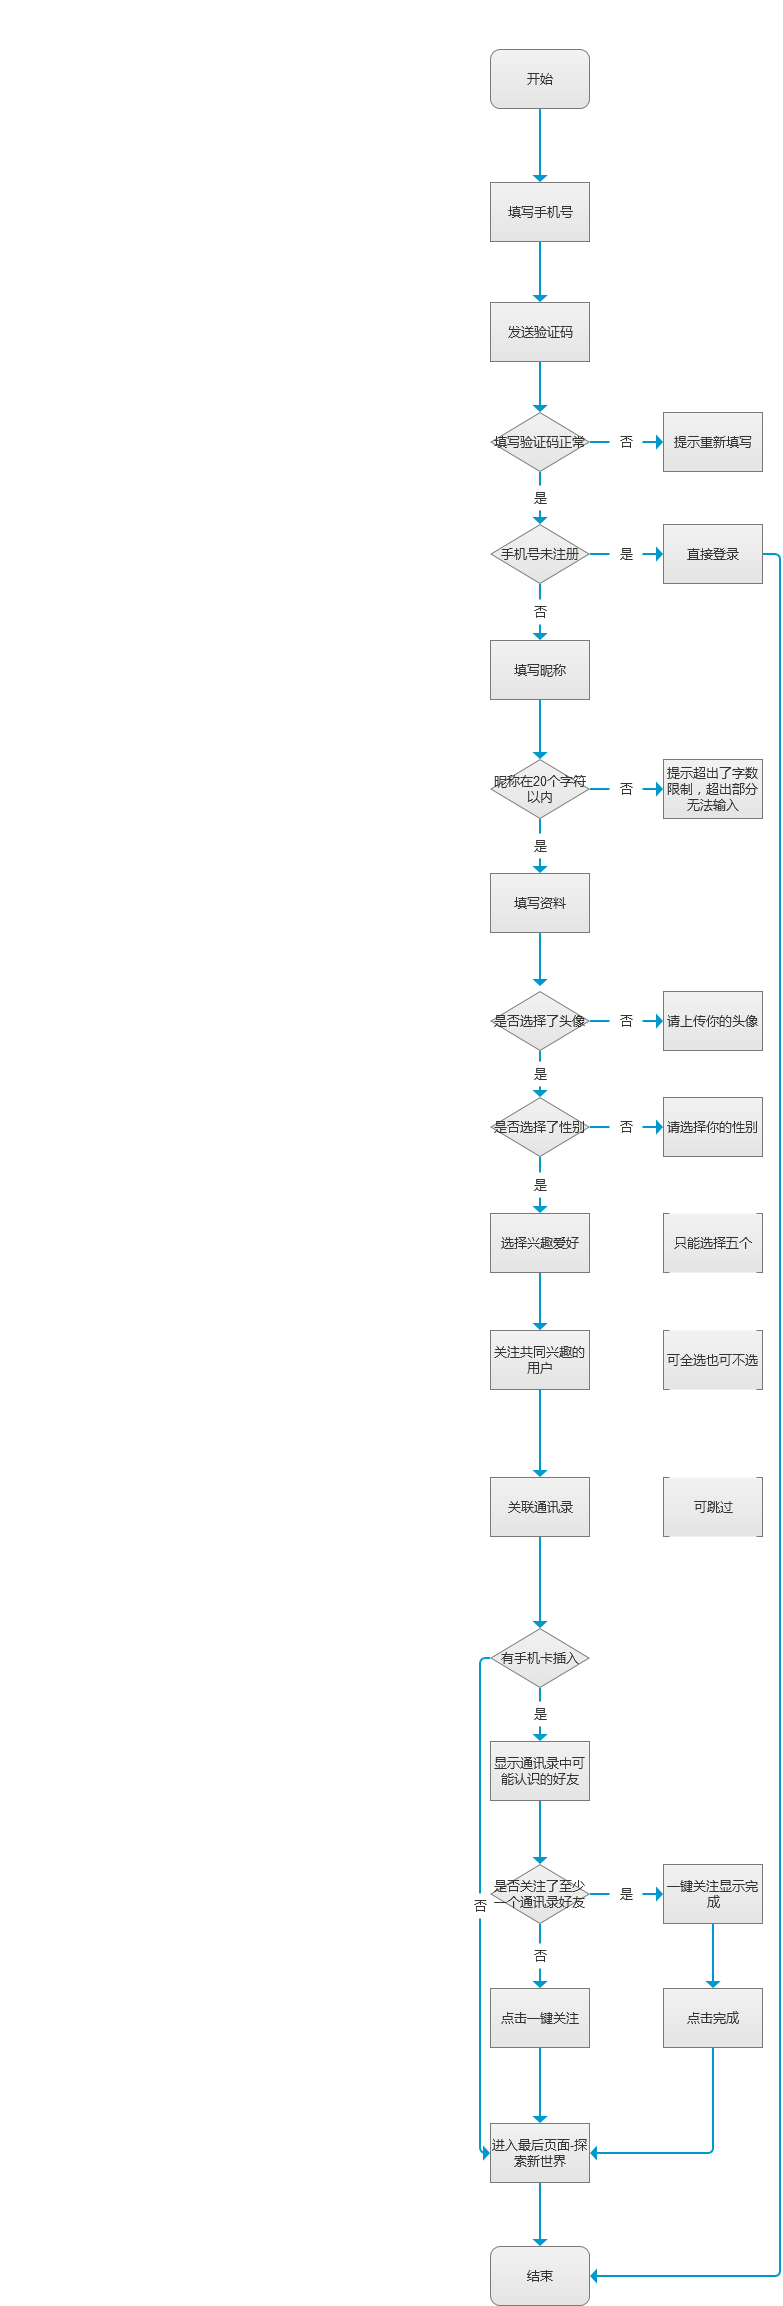 开始
填写手机号
发送验证码
填写验证码正常
否
提示重新填写
是
手机号未注册
是
直接登录
否
填写昵称
昵称在20个字符
以内
否
提示超出了字数
限制，超出部分
无法输入
是
填写资料
是否选择了头像
否
请上传你的头像
是
是否选择了性别
否
请选择你的性别
是
选择兴趣爱好
只能选择五个
关注共同兴趣的
用户
可全选也可不选
关联通讯录
可跳过
有手机卡插入
是
显示通讯录中可
能认识的好友
是否关注了至少
一个通讯录好友
是
一键关注显示完
成
否
否
点击一键关注
点击完成
进入最后页面-探
索新世界
结束